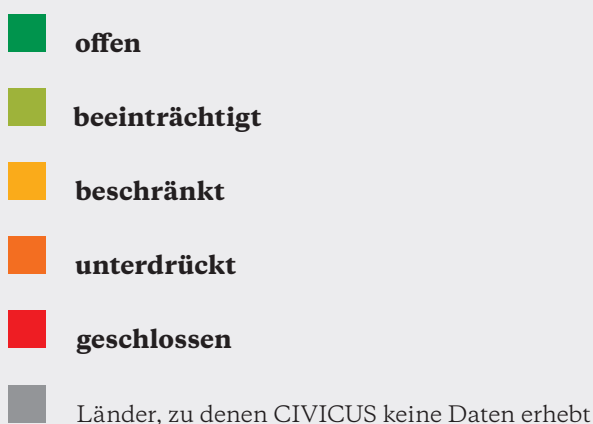 offen
beeinträchtigt
beschränkt
unterdrückt
geschlossen
Länder, zu denen CIVICUS keine Daten erhebt